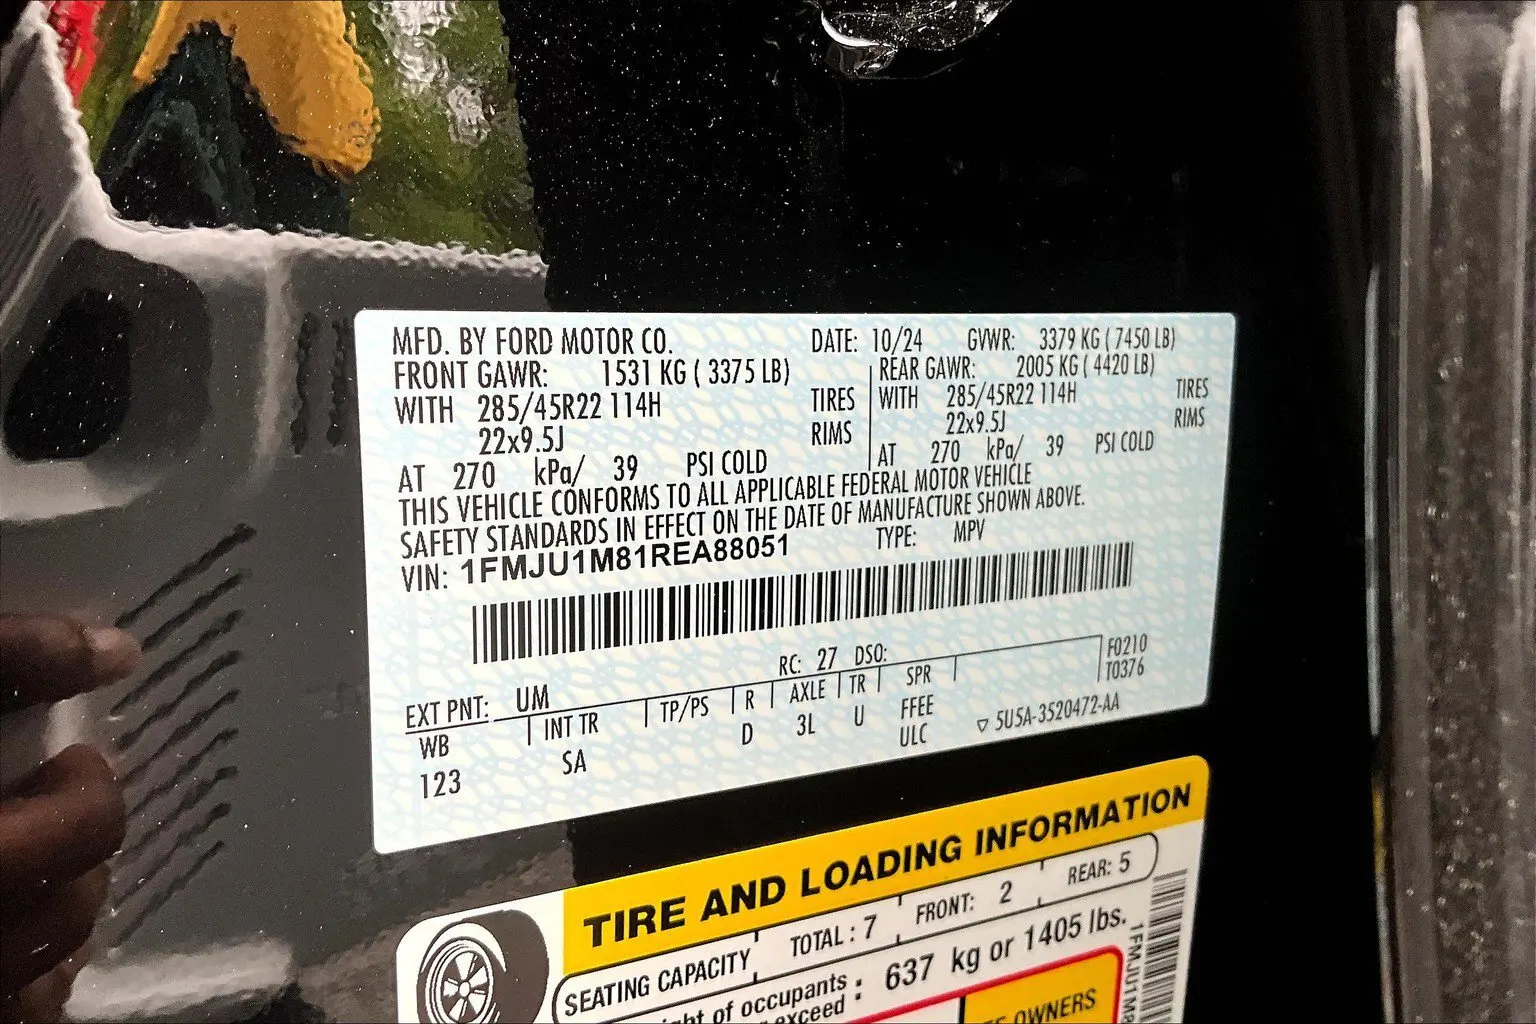 MFD. BY FORD MOTOR CO. DATE: 10/24 GVWR: 3379 KG ( 7450 LB)
FRONT GAWR: 1531 KG ( 3375 LB) REAR GAWR: 2005 KG ( 4420 LB)
WITH 285/45R22 114H TIRES WITH 285/45R22 114H TIRES
22x9.5J RIMS 22x9.5J RIMS
AT 270 kPa/ 39 PSI COLD AT 270 kPa/ 39 PSI COLD
THIS VEHICLE CONFORMS TO ALL APPLICABLE FEDERAL MOTOR VEHICLE
SAFETY STANDARDS IN EFFECT ON THE DATE OF MANUFACTURE SHOWN ABOVE.
VIN: 1FMJU1M81REA88051 TYPE: MPV
EXT PNT: UM RC: 27 DSO: F0210
T0376
WB INT TR TP/PS R AXLE TR SPR
123 SA D 3L U FFEE
ULC ▽ 5U5A-3520472-AA
TIRE AND LOADING INFORMATION
SEATING CAPACITY TOTAL : 7 FRONT: 2 REAR: 5
of occupants : 637 kg or 1405 lbs.
exceed
OWNERS
1FMJU1M